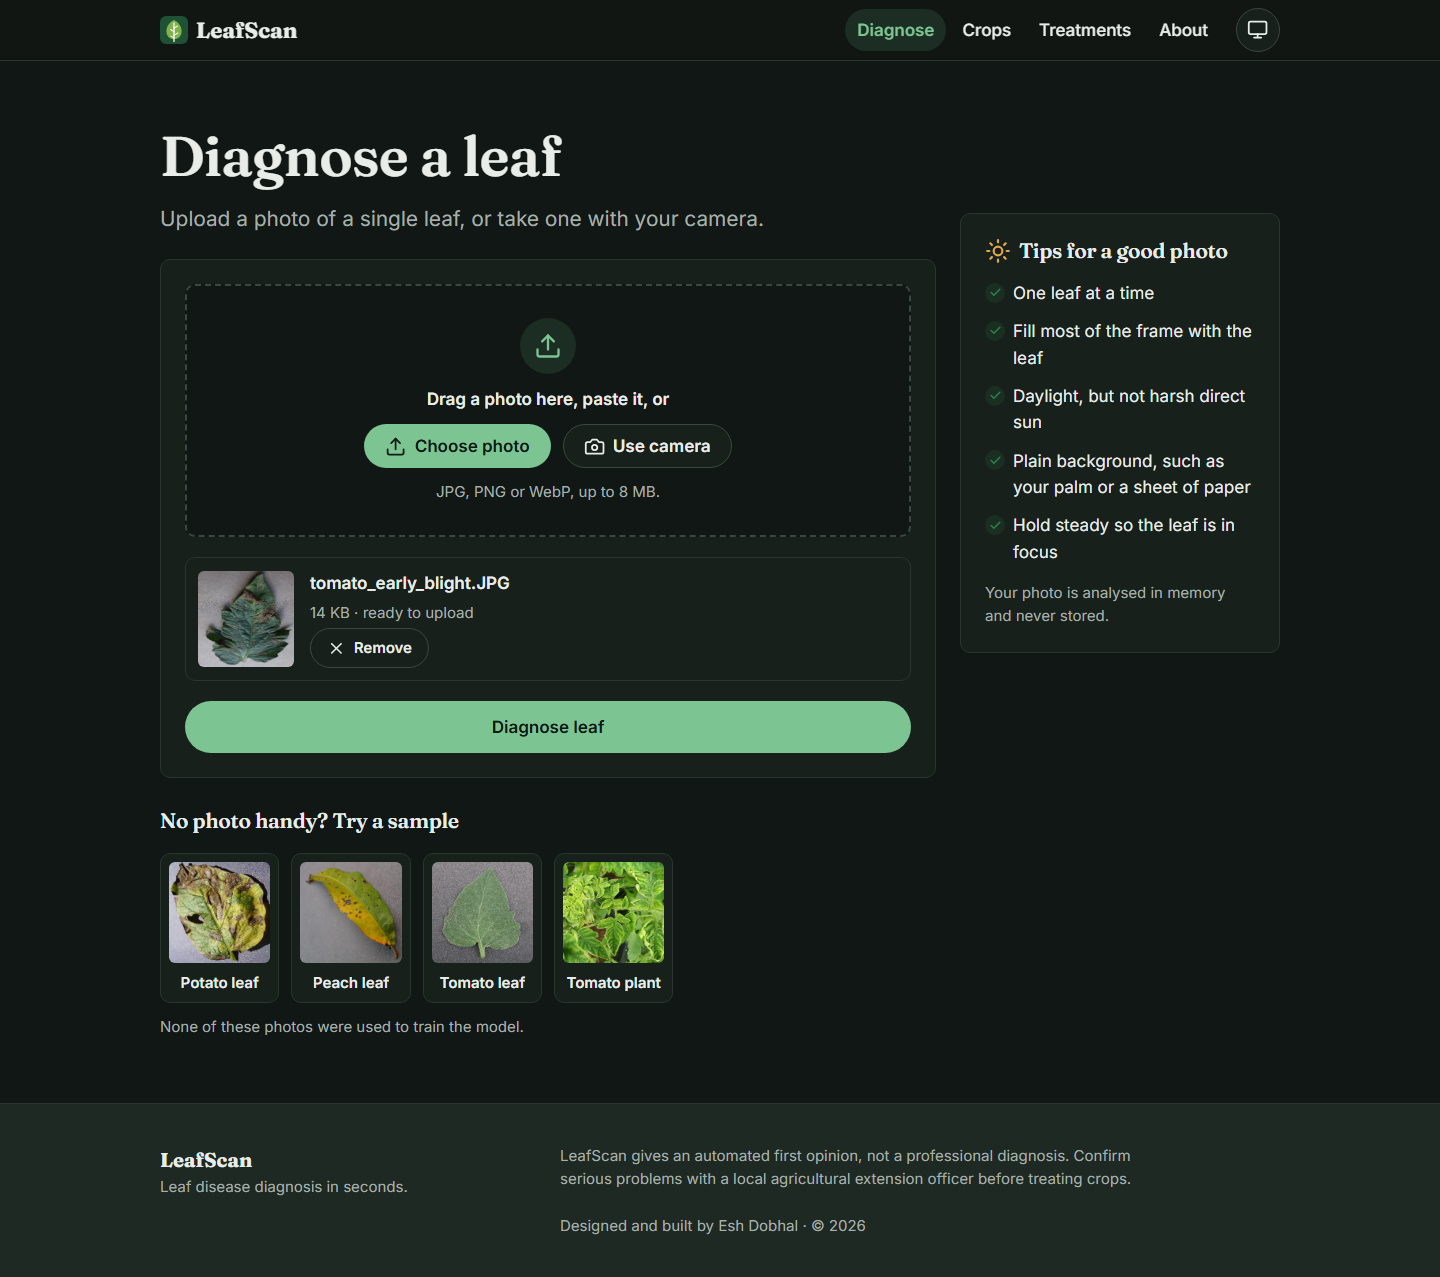 LeafScan
Diagnose
Crops
Treatments
About
Diagnose a leaf
Upload a photo of a single leaf, or take one with your camera.
Drag a photo here, paste it, or
Choose photo
Use camera
JPG, PNG or WebP, up to 8 MB.
tomato_early_blight.JPG
14 KB · ready to upload
Remove
Diagnose leaf
Tips for a good photo
One leaf at a time
Fill most of the frame with the
leaf
Daylight, but not harsh direct
sun
Plain background, such as
your palm or a sheet of paper
Hold steady so the leaf is in
focus
Your photo is analysed in memory
and never stored.
No photo handy? Try a sample
Potato leaf
Peach leaf
Tomato leaf
Tomato plant
None of these photos were used to train the model.
LeafScan
Leaf disease diagnosis in seconds.
LeafScan gives an automated first opinion, not a professional diagnosis. Confirm
serious problems with a local agricultural extension officer before treating crops.
Designed and built by Esh Dobhal · © 2026